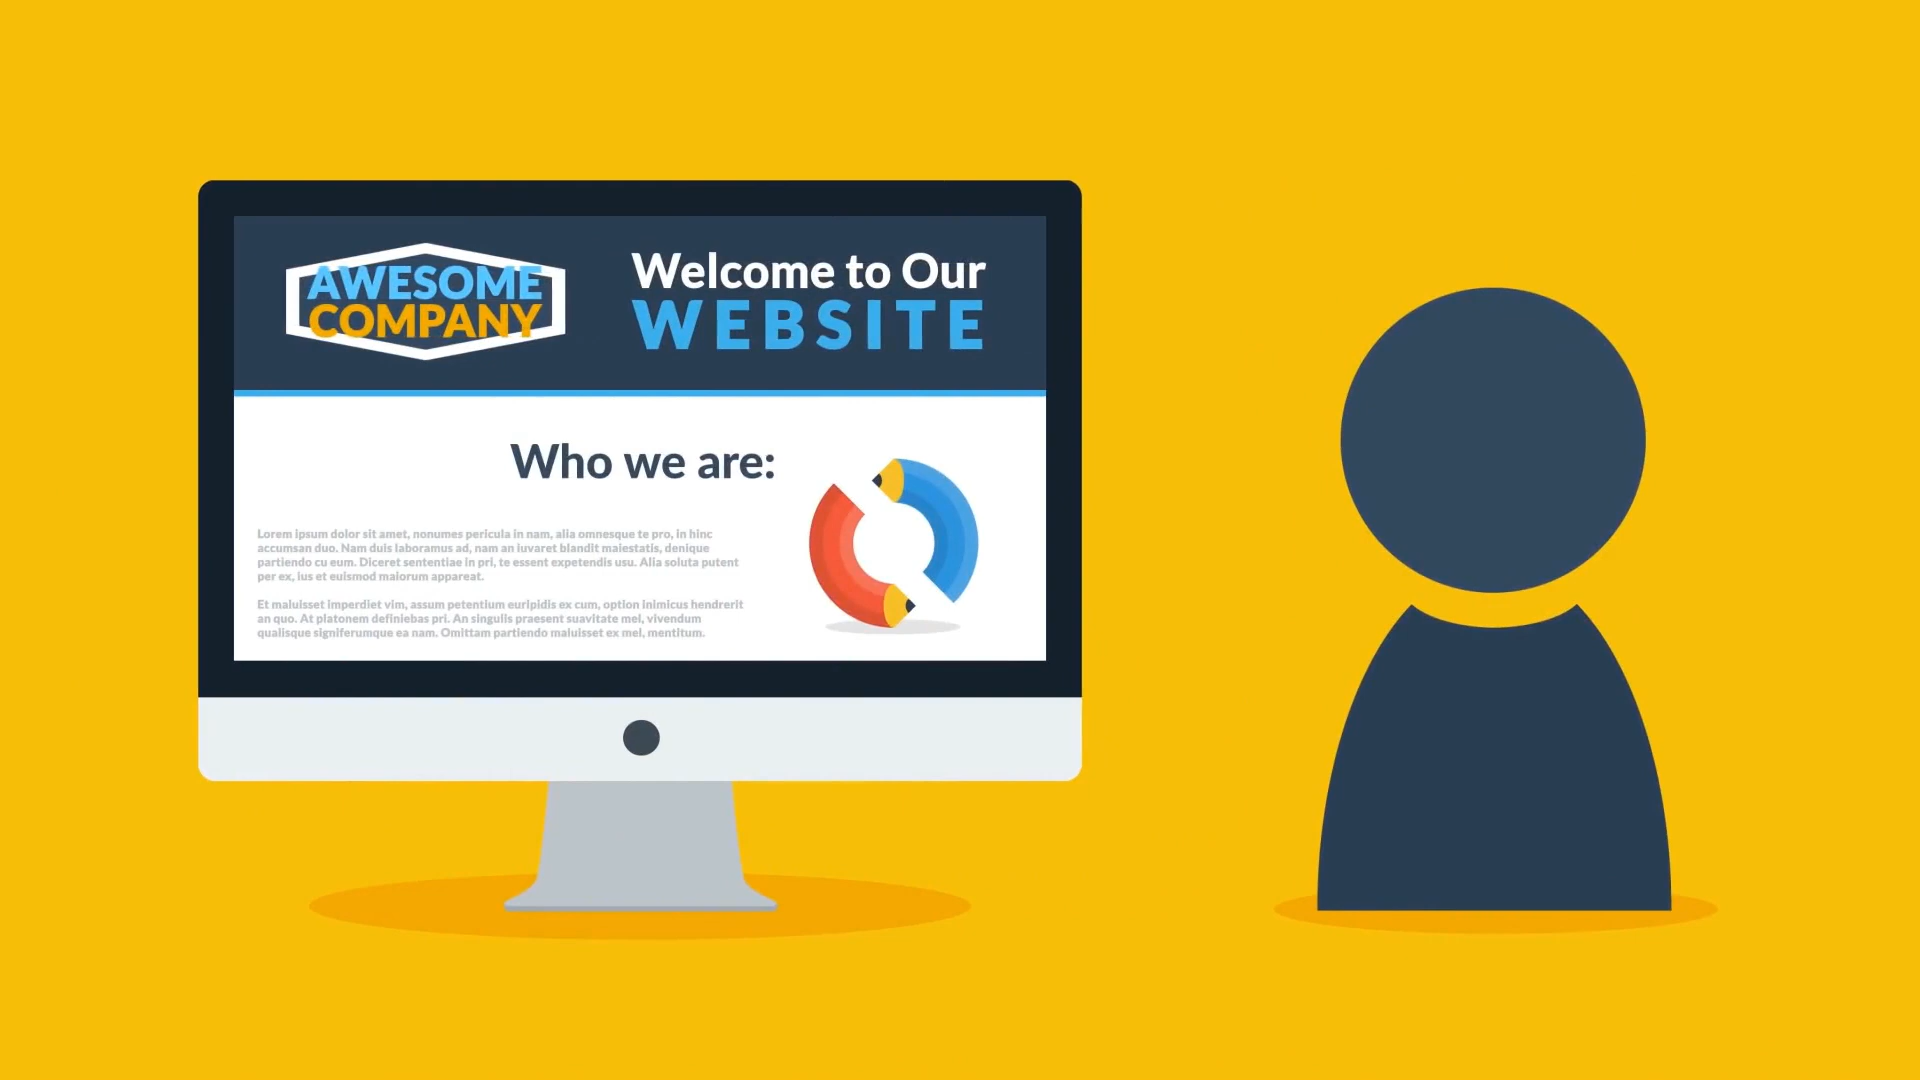 AWESOME
COMPANY
Welcome to Our
WEBSITE
Who we are:
Lorem ipsum dolor sit amet, nonumes pericula in nam, alia omnesque te pro, in hinc
accumsan duo. Nam duis laboramus ad, nam an iuvaret blandit maiestatis, denique
partiendo cu eum. Diceret sententiae in pri, te essent expetendis usu. Alia soluta putent
per ex, ius et euismod maiorum appareat.
Et maluisset imperdiet vim, assum petentium euripidis ex cum, option inimicus hendrerit
an quo. At platonem definiebas pri. An singulis praesent suavitate mel, vivendum
qualisque signiferumque ea nam. Omittam partiendo maluisset ex mel, mentitum.